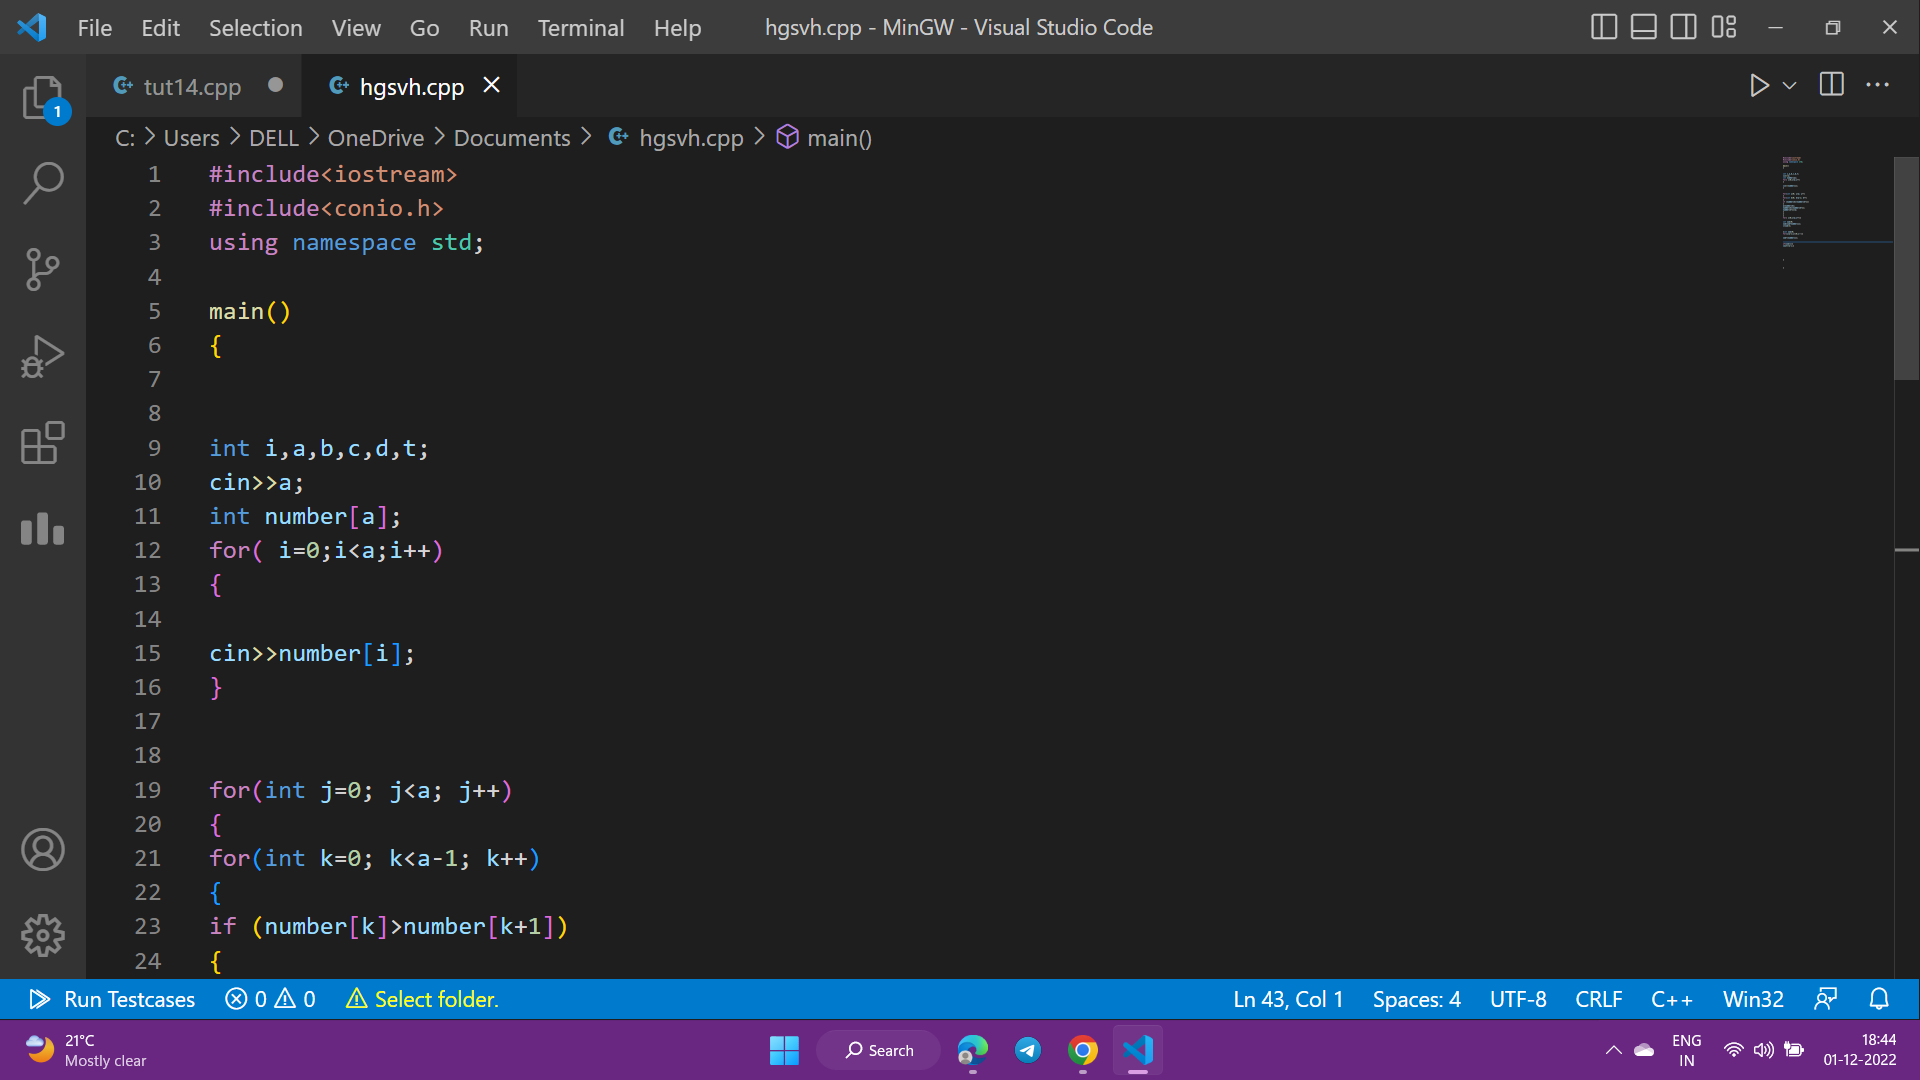 File Edit Selection View Go Run Terminal Help hgsvh.cpp - MinGW - Visual Studio Code
tut14.cpp hgsvh.cpp
1
C: > Users > DELL > OneDrive > Documents > hgsvh.cpp > main()
1 #include<iostream>
2 #include<conio.h>
3 using namespace std;
4
5 main()
6 {
7
8
9 int i,a,b,c,d,t;
10 cin>>a;
11 int number[a];
12 for( i=0;i<a;i++)
13 {
14
15 cin>>number[i];
16 }
17
18
19 for(int j=0; j<a; j++)
20 {
21 for(int k=0; k<a-1; k++)
22 {
23 if (number[k]>number[k+1])
24 {
Run Testcases 0 0 Select folder. Ln 43, Col 1 Spaces: 4 UTF-8 CRLF C++ Win32
21°C
Mostly clear
Search
ENG
IN
18:44
01-12-2022